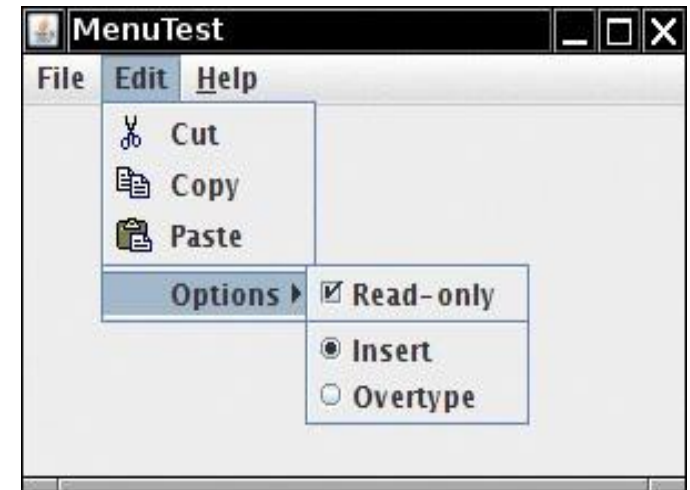 MenuTest
File Edit Help
Cut
Copy
Paste
Options Read-only
Insert
Overtype